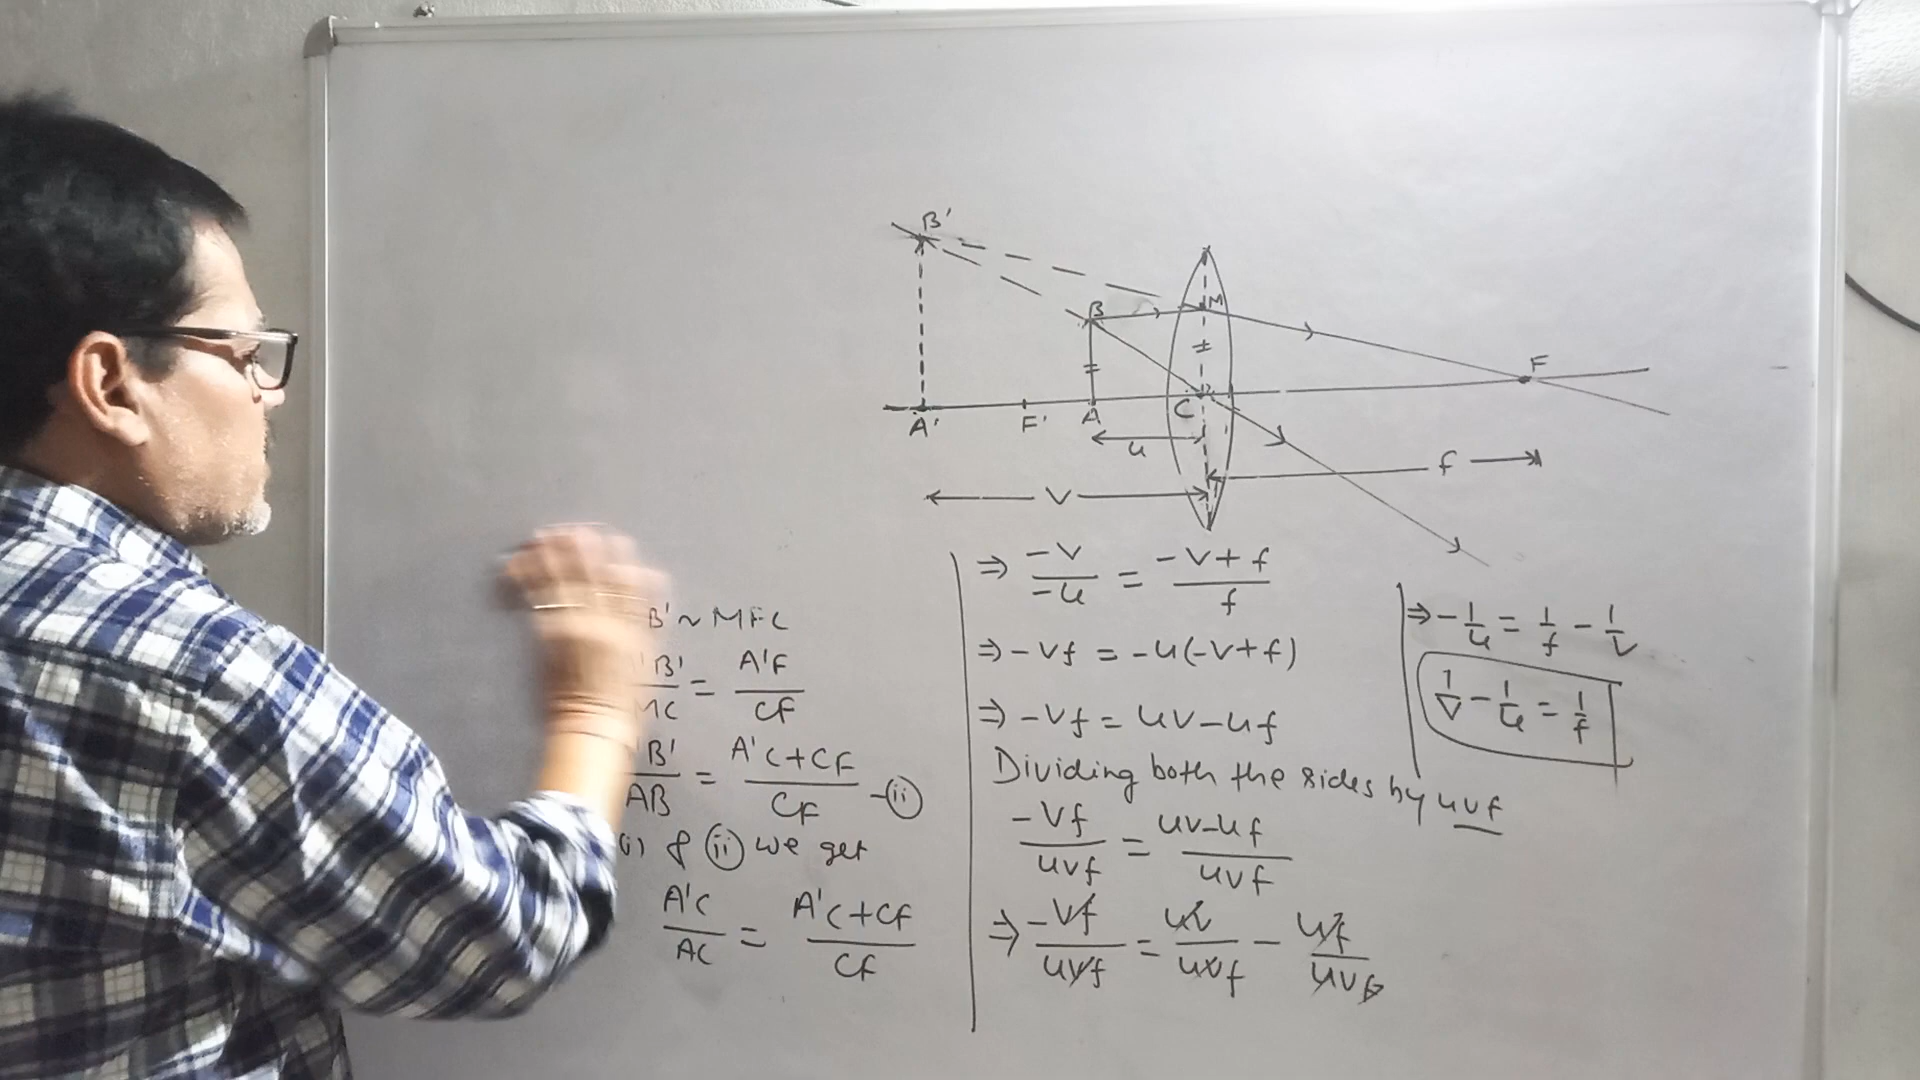 B'
B
M
F
A'
F'
A
C
u
f
V
B' ~ MFC
B'/MC = A'F/CF
B'/AB = A'C+CF/CF -(ii)
(i) & (ii) we get
A'C/AC = A'C+CF/CF
⇒ -V/-u = -V+f/f
⇒ -Vf = -u(-V+f)
⇒ -Vf = uV-uf
Dividing both the sides by uvf
-Vf/uvf = uv-uf/uvf
⇒ -Vf/uvf = uv/uvf - uf/uvf
⇒ -1/u = 1/f - 1/V
1/V - 1/u = 1/f